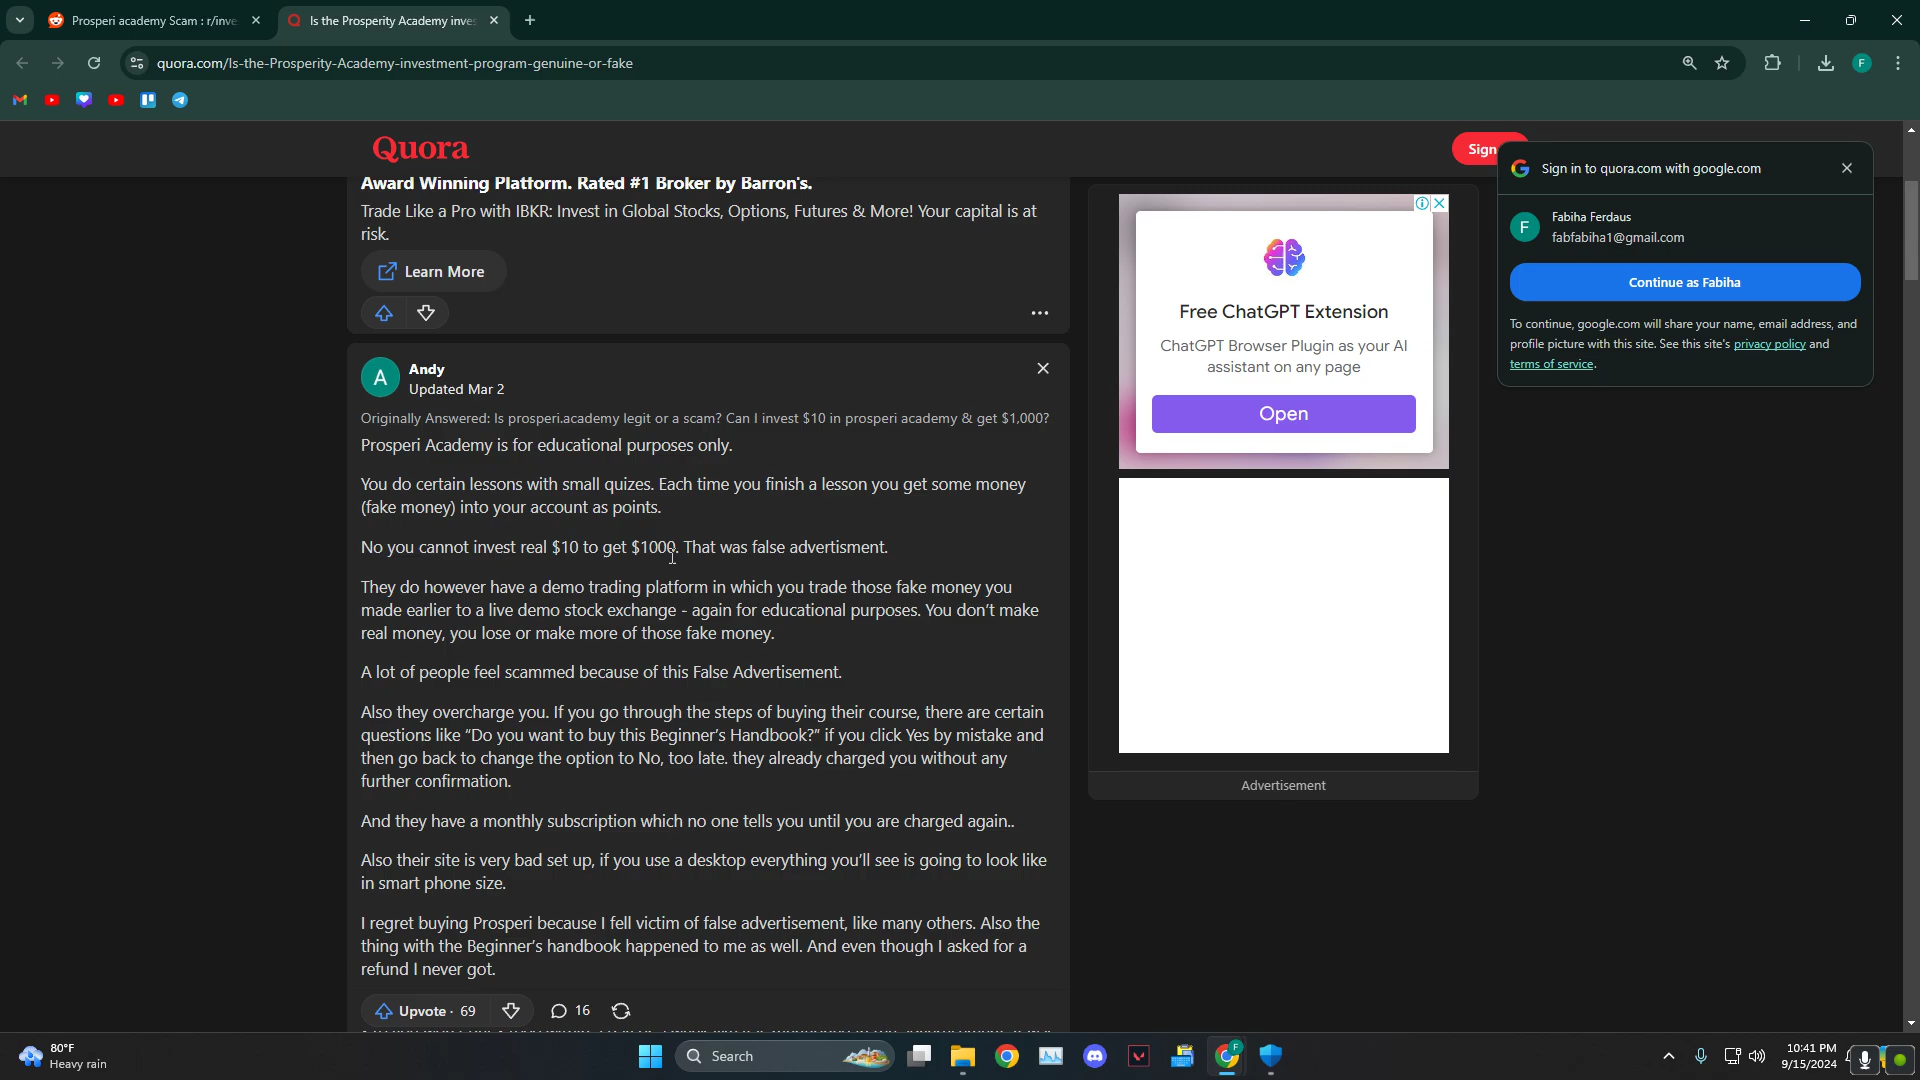 Prosperi academy Scam : r/inve
Is the Prosperity Academy inves
quora.com/Is-the-Prosperity-Academy-investment-program-genuine-or-fake
F
Quora
Sign
Award Winning Platform. Rated #1 Broker by Barron's.
Trade Like a Pro with IBKR: Invest in Global Stocks, Options, Futures & More! Your capital is at
risk.
Learn More
A
Andy
Updated Mar 2
Originally Answered: Is prosperi.academy legit or a scam? Can I invest $10 in prosperi academy & get $1,000?
Prosperi Academy is for educational purposes only.
You do certain lessons with small quizes. Each time you finish a lesson you get some money
(fake money) into your account as points.
No you cannot invest real $10 to get $1000. That was false advertisment.
They do however have a demo trading platform in which you trade those fake money you
made earlier to a live demo stock exchange - again for educational purposes. You don't make
real money, you lose or make more of those fake money.
A lot of people feel scammed because of this False Advertisement.
Also they overcharge you. If you go through the steps of buying their course, there are certain
questions like “Do you want to buy this Beginner's Handbook?” if you click Yes by mistake and
then go back to change the option to No, too late. they already charged you without any
further confirmation.
And they have a monthly subscription which no one tells you until you are charged again..
Also their site is very bad set up, if you use a desktop everything you'll see is going to look like
in smart phone size.
I regret buying Prosperi because I fell victim of false advertisement, like many others. Also the
thing with the Beginner's handbook happened to me as well. And even though I asked for a
refund I never got.
Upvote · 69
16
Free ChatGPT Extension
ChatGPT Browser Plugin as your AI
assistant on any page
Open
Advertisement
Sign in to quora.com with google.com
F
Fabiha Ferdaus
fabfabiha1@gmail.com
Continue as Fabiha
To continue, google.com will share your name, email address, and
profile picture with this site. See this site's privacy policy and
terms of service.
80°F
Heavy rain
Search
F
10:41 PM
9/15/2024